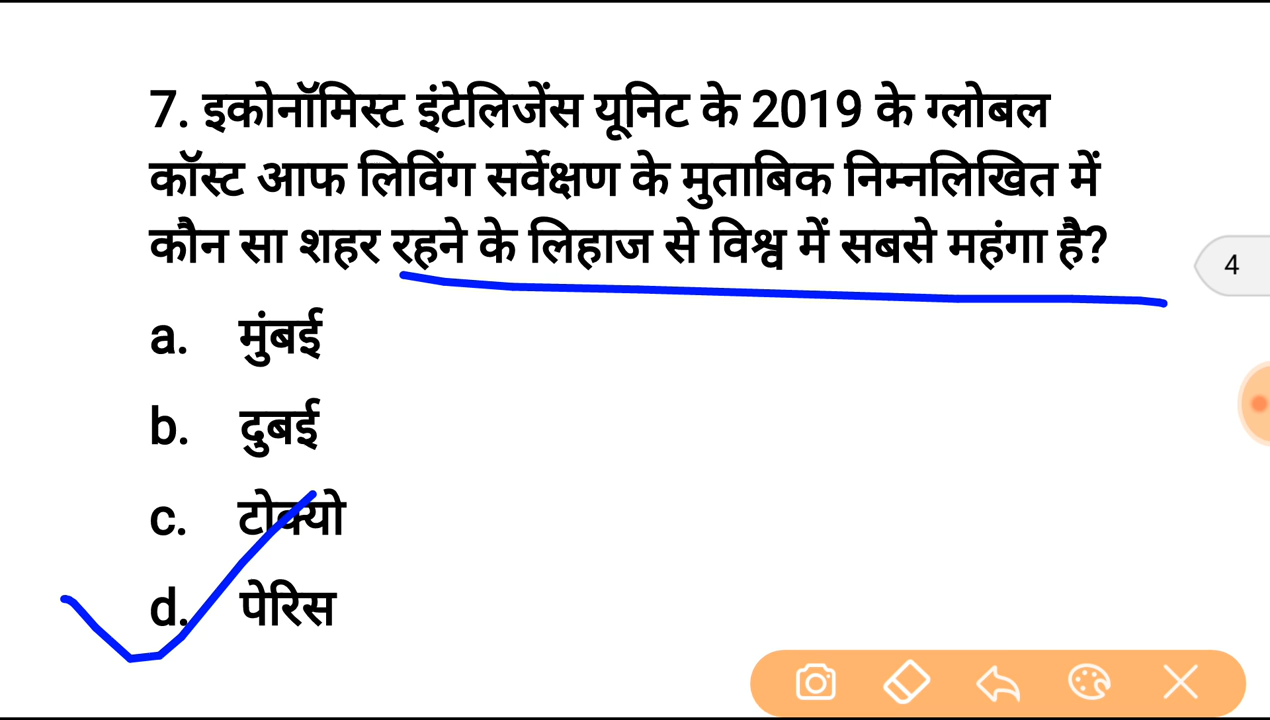 7. इकोनॉमिस्ट इंटेलिजेंस यूनिट के 2019 के ग्लोबल
कॉस्ट आफ लिविंग सर्वेक्षण के मुताबिक निम्नलिखित में
कौन सा शहर रहने के लिहाज से विश्व में सबसे महंगा है?
4
a. मुंबई
b. दुबई
c. टोक्यो
d. पेरिस